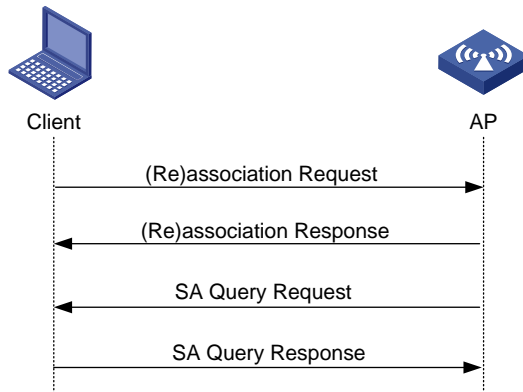 Client
AP
(Re)association Request
(Re)association Response
SA Query Request
SA Query Response